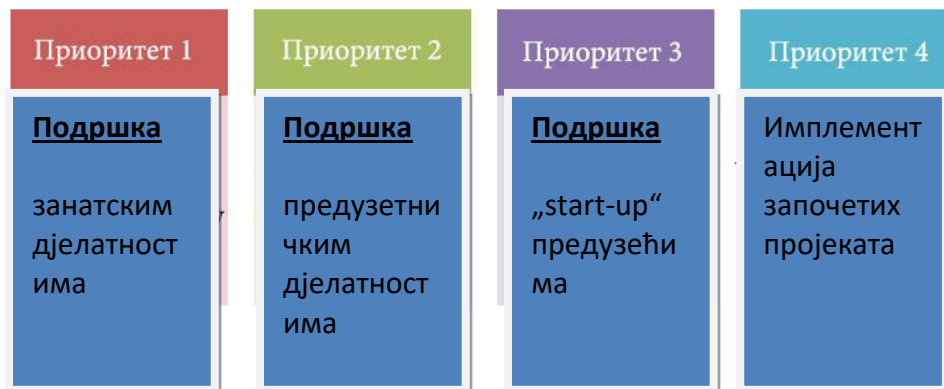 Приоритет 1
Подршка
занатским
дјелатност
има
Приоритет 2
Подршка
предузетни
чким
дјелатност
има
Приоритет 3
Подршка
„start-up“
предузећи
ма
Приоритет 4
Имплемент
ација
започетих
пројеката